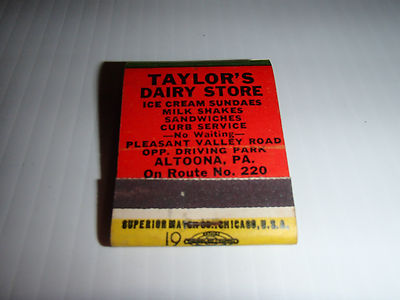 TAYLOR'S
DAIRY STORE
ICE CREAM SUNDAES
MILK SHAKES
SANDWICHES
CURB SERVICE
—No Waiting—
PLEASANT VALLEY ROAD
OPP. DRIVING PARK
ALTOONA, PA.
On Route No. 220
SUPERIOR MATCH CO. CHICAGO, U.S.A.
19